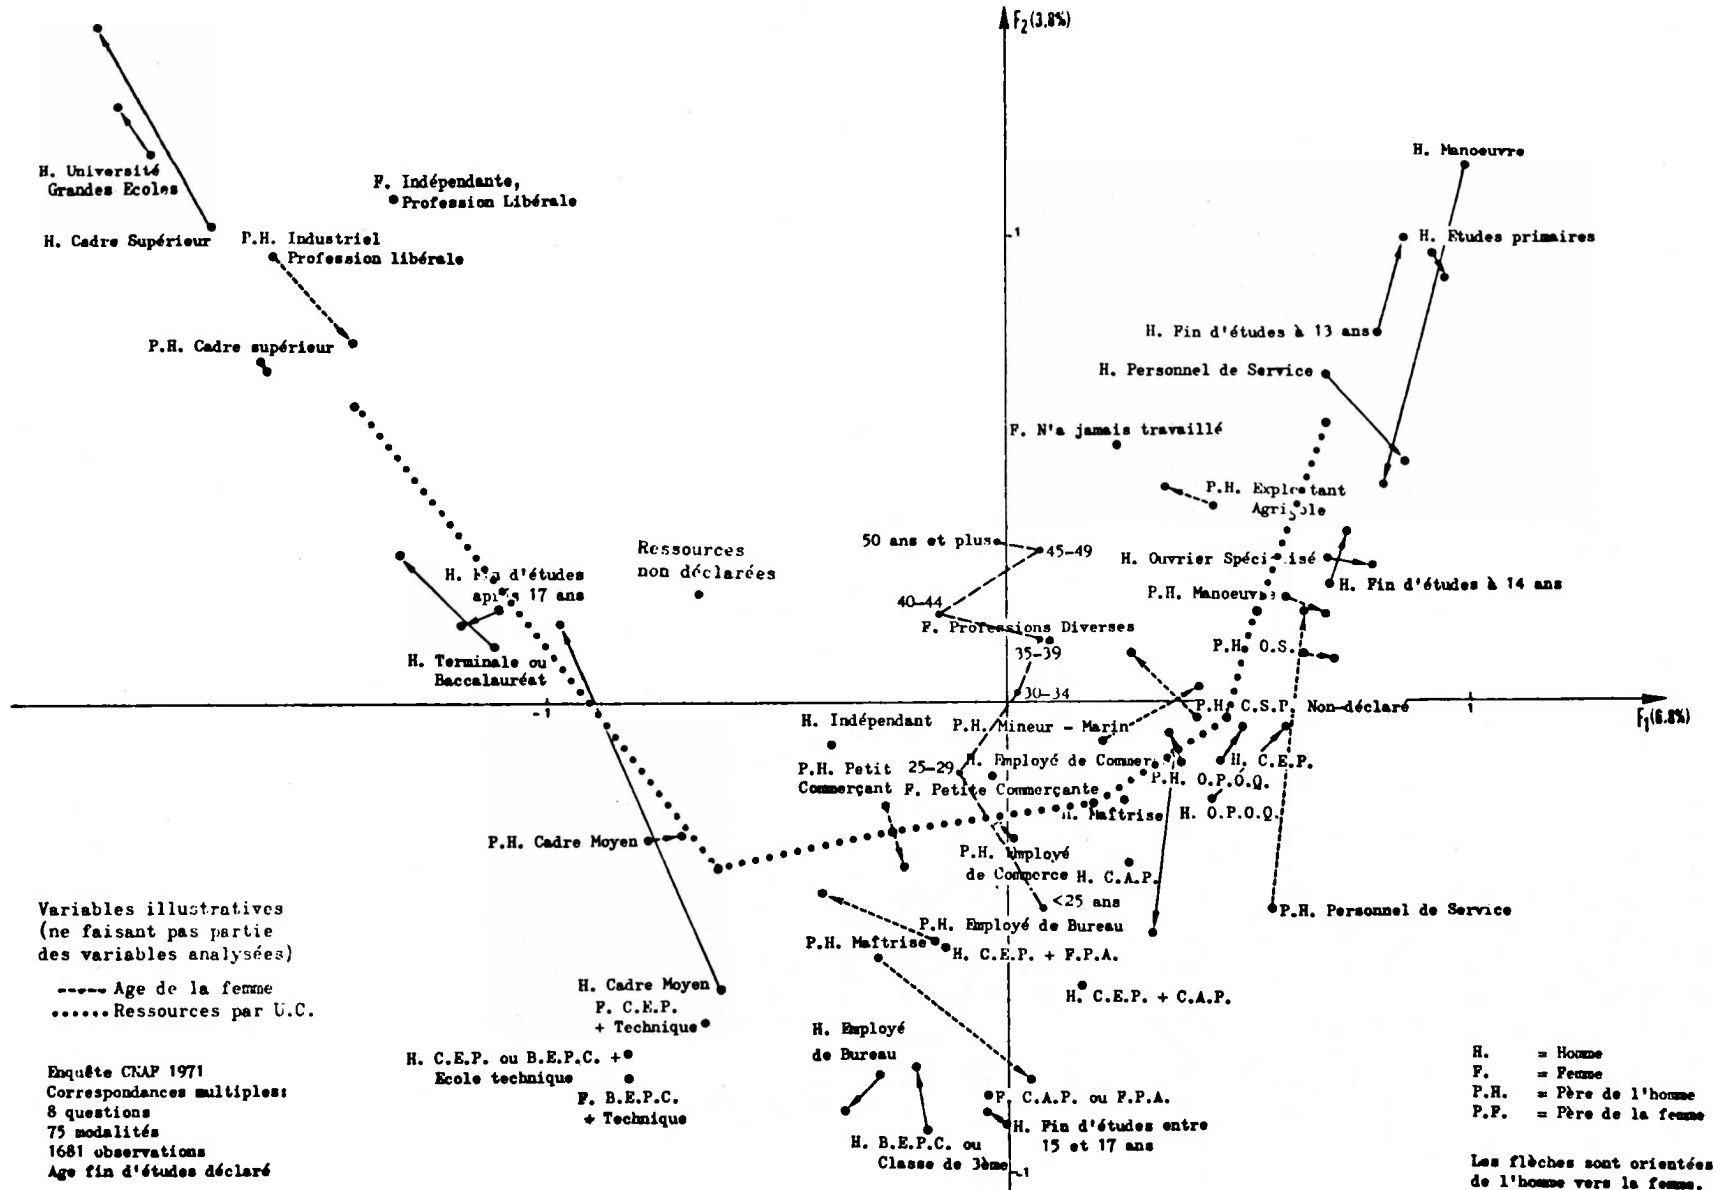 F2 (3.8%)
H. Manoeuvre
H. Université
Grandes Ecoles
F. Indépendante,
Profession Libérale
H. Cadre Supérieur
P.H. Industriel
Profession libérale
1
H. Etudes primaires
H. Fin d'études à 13 ans
P.H. Cadre supérieur
H. Personnel de Service
F. N'a jamais travaillé
P.H. Exploitant
Agricole
50 ans et plus
45-49
Ressources
non déclarées
H. Ouvrier Spécialisé
H. Fin d'études
après 17 ans
H. Fin d'études à 14 ans
P.H. Manoeuvre
40-44
F. Professions Diverses
P.H. O.S.
35-39
H. Terminale ou
Baccalauréat
30-34
-1
P.H. C.S.P. Non-déclaré
1
F1 (6.8%)
H. Indépendant
P.H. Mineur - Marin
P.H. Petit
Commerçant
25-29
H. Employé de Commerce
H. C.E.P.
P.H. O.P.O.Q.
F. Petite Commerçante
H. Maîtrise
H. O.P.O.Q.
P.H. Cadre Moyen
P.H. Employé
de Commerce
H. C.A.P.
<25 ans
P.H. Personnel de Service
Variables illustratives
(ne faisant pas partie
des variables analysées)
Age de la femme
Ressources par U.C.
P.H. Employé de Bureau
P.H. Maîtrise
H. C.E.P. + F.P.A.
H. Cadre Moyen
H. C.E.P. + C.A.P.
F. C.E.P.
+ Technique
H. Employé
de Bureau
H. C.E.P. ou B.E.P.C. +
Ecole technique
F. B.E.P.C.
+ Technique
F. C.A.P. ou F.P.A.
H. Fin d'études entre
15 et 17 ans
H. B.E.P.C. ou
Classe de 3ème
-1
Enquête CNAF 1971
Correspondances multiples:
8 questions
75 modalités
1681 observations
Age fin d'études déclaré
H. = Homme
F. = Femme
P.H. = Père de l'homme
P.F. = Père de la femme
Les flèches sont orientées
de l'homme vers la femme.